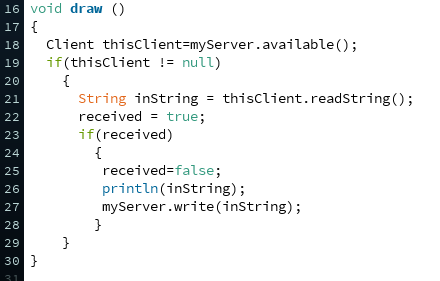 16 void draw ()
17 {
18 Client thisClient=myServer.available();
19 if(thisClient != null)
20 {
21 String inString = thisClient.readString();
22 received = true;
23 if(received)
24 {
25 received=false;
26 println(inString);
27 myServer.write(inString);
28 }
29 }
30 }
31